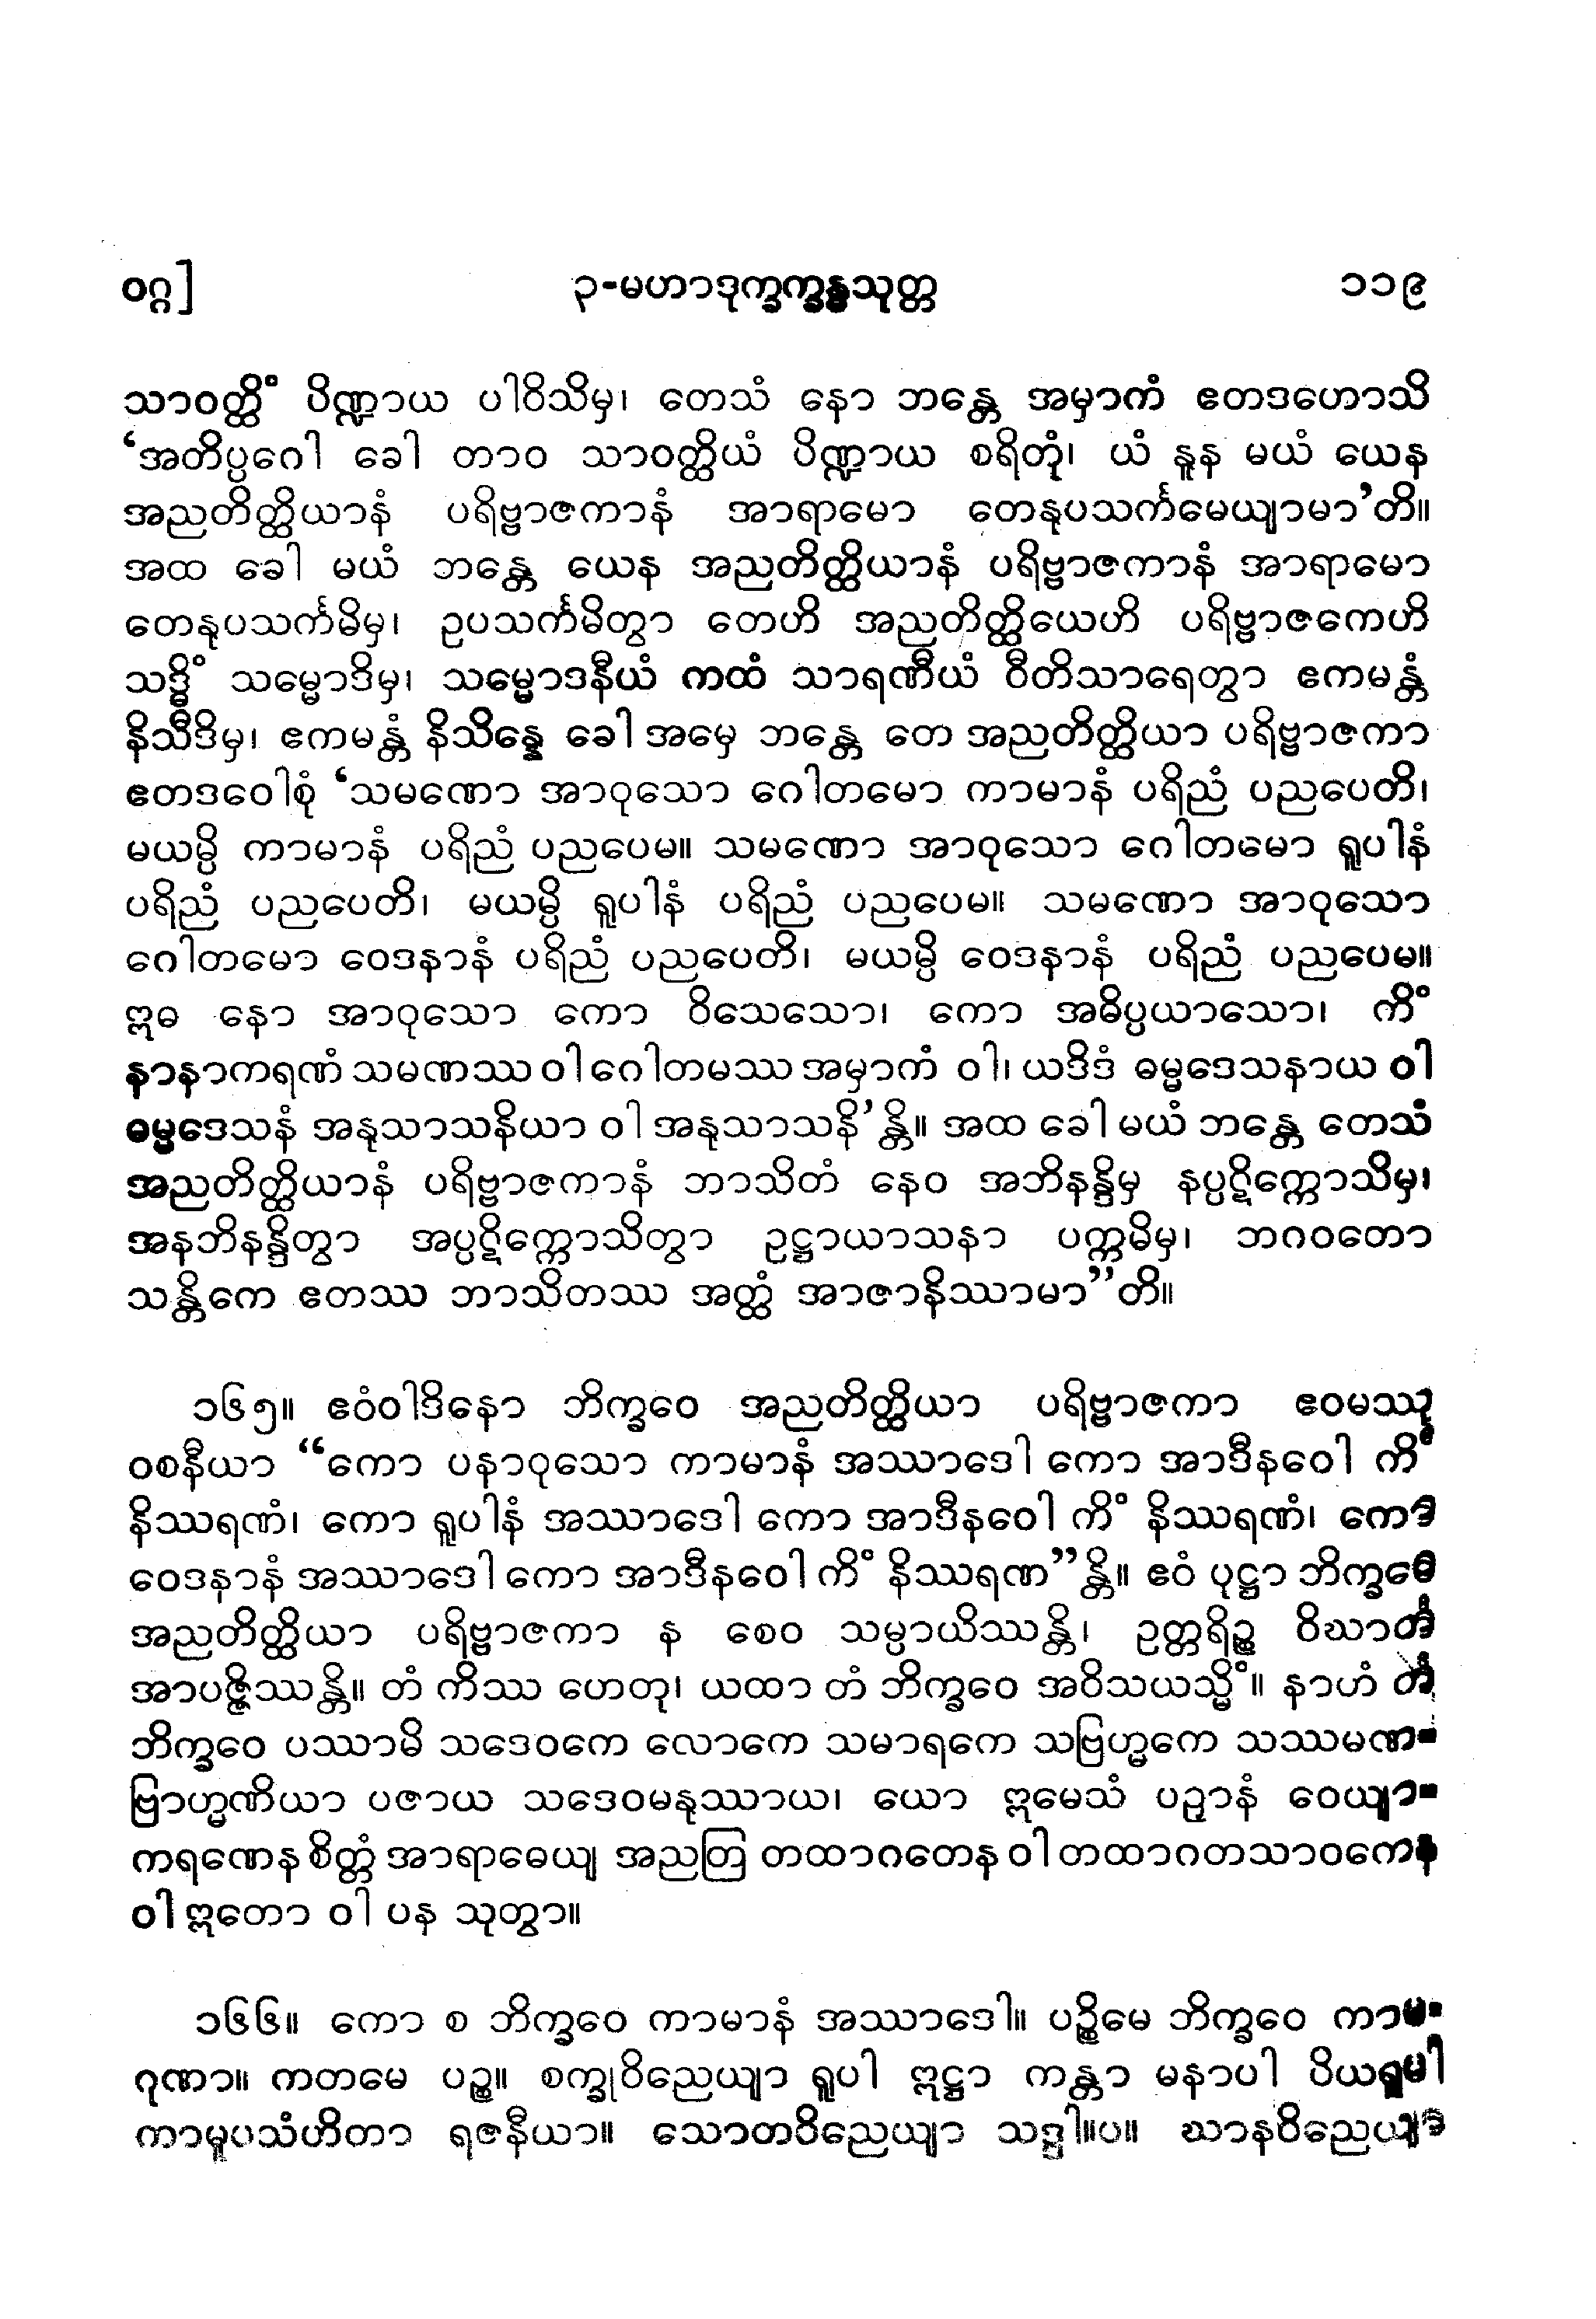 ဝဂ္ဂ] ၃-မဟာဒုက္ခက္ခန္ဓသုတ္တ ၁၁၉
သာဝတ္ထိံ ပိဏ္ဍာယ ပါဝိသိမှ၊ တေသံ နော ဘန္တေ အမှာကံ ဧတဒဟောသိ
‘အတိပ္ပဂေါ ခေါ တာဝ သာဝတ္ထိယံ ပိဏ္ဍာယ စရိတုံ၊ ယံ နူန မယံ ယေန
အညတိတ္ထိယာနံ ပရိဗ္ဗာဇကာနံ အာရာမော တေနုပသင်္ကမေယျာမာ’တိ။
အထ ခေါ မယံ ဘန္တေ ယေန အညတိတ္ထိယာနံ ပရိဗ္ဗာဇကာနံ အာရာမော
တေနုပသင်္ကမိမှ၊ ဥပသင်္ကမိတွာ တေဟိ အညတိတ္ထိယေဟိ ပရိဗ္ဗာဇကေဟိ
သဒ္ဓိံ သမ္မောဒိမှ၊ သမ္မောဒနီယံ ကထံ သာရဏီယံ ဝီတိသာရေတွာ ဧကမန္တံ
နိသီဒိမှ၊ ဧကမန္တံ နိသိန္နေ ခေါ အမှေ ဘန္တေ တေ အညတိတ္ထိယာ ပရိဗ္ဗာဇကာ
ဧတဒဝေါစုံ ‘သမဏော အာဝုသော ဂေါတမော ကာမာနံ ပရိညံ ပညပေတိ၊
မယမ္ပိ ကာမာနံ ပရိညံ ပညပေမ။ သမဏော အာဝုသော ဂေါတမော ရူပါနံ
ပရိညံ ပညပေတိ၊ မယမ္ပိ ရူပါနံ ပရိညံ ပညပေမ။ သမဏော အာဝုသော
ဂေါတမော ဝေဒနာနံ ပရိညံ ပညပေတိ၊ မယမ္ပိ ဝေဒနာနံ ပရိညံ ပညပေမ။
ဣဓ နော အာဝုသော ကော ဝိသေသော၊ ကော အဓိပ္ပယာသော၊ ကိံ
နာနာကရဏံ သမဏဿ ဝါ ဂေါတမဿ အမှာကံ ဝါ၊ ယဒိဒံ ဓမ္မဒေသနာယ ဝါ
ဓမ္မဒေသနံ အနုသာသနိယာ ဝါ အနုသာသနိ’န္တိ။ အထ ခေါ မယံ ဘန္တေ တေသံ
အညတိတ္ထိယာနံ ပရိဗ္ဗာဇကာနံ ဘာသိတံ နေဝ အဘိနန္ဒိမှ နပ္ပဋိက္ကောသိမှ၊
အနဘိနန္ဒိတွာ အပ္ပဋိက္ကောသိတွာ ဥဋ္ဌာယာသနာ ပက္ကမိမှ၊ ဘဂဝတော
သန္တိကေ ဧတဿ ဘာသိတဿ အတ္ထံ အာဇာနိဿာမာ”တိ။
၁၆၅။ ဧဝံဝါဒိနော ဘိက္ခဝေ အညတိတ္ထိယာ ပရိဗ္ဗာဇကာ ဧဝမဿု
ဝစနီယာ “ကော ပနာဝုသော ကာမာနံ အဿာဒေါ ကော အာဒီနဝေါ ကိံ
နိဿရဏံ၊ ကော ရူပါနံ အဿာဒေါ ကော အာဒီနဝေါ ကိံ နိဿရဏံ၊ ကော
ဝေဒနာနံ အဿာဒေါ ကော အာဒီနဝေါ ကိံ နိဿရဏ”န္တိ။ ဧဝံ ပုဋ္ဌာ ဘိက္ခဝေ
အညတိတ္ထိယာ ပရိဗ္ဗာဇကာ န စေဝ သမ္ပာယိဿန္တိ၊ ဥတ္တရိဉ္စ ဝိဃာတံ
အာပဇ္ဇိဿန္တိ။ တံ ကိဿ ဟေတု၊ ယထာ တံ ဘိက္ခဝေ အဝိသယသ္မိံ။ နာဟံ တံ
ဘိက္ခဝေ ပဿာမိ သဒေဝကေ လောကေ သမာရကေ သဗြဟ္မကေ သဿမဏ-
ဗြာဟ္မဏိယာ ပဇာယ သဒေဝမနုဿာယ၊ ယော ဣမေသံ ပဉှာနံ ဝေယျာ-
ကရဏေန စိတ္တံ အာရာဓေယျ အညတြ တထာဂတေန ဝါ တထာဂတသာဝကေန
ဝါ ဣတော ဝါ ပန သုတွာ။
၁၆၆။ ကော စ ဘိက္ခဝေ ကာမာနံ အဿာဒေါ။ ပဉ္စိမေ ဘိက္ခဝေ ကာမ-
ဂုဏာ။ ကတမေ ပဉ္စ။ စက္ခုဝိညေယျာ ရူပါ ဣဋ္ဌာ ကန္တာ မနာပါ ပိယရူပါ
ကာမူပသံဟိတာ ရဇနီယာ။ သောတဝိညေယျာ သဒ္ဒါ။ပ။ ဃာနဝိညေယျာ